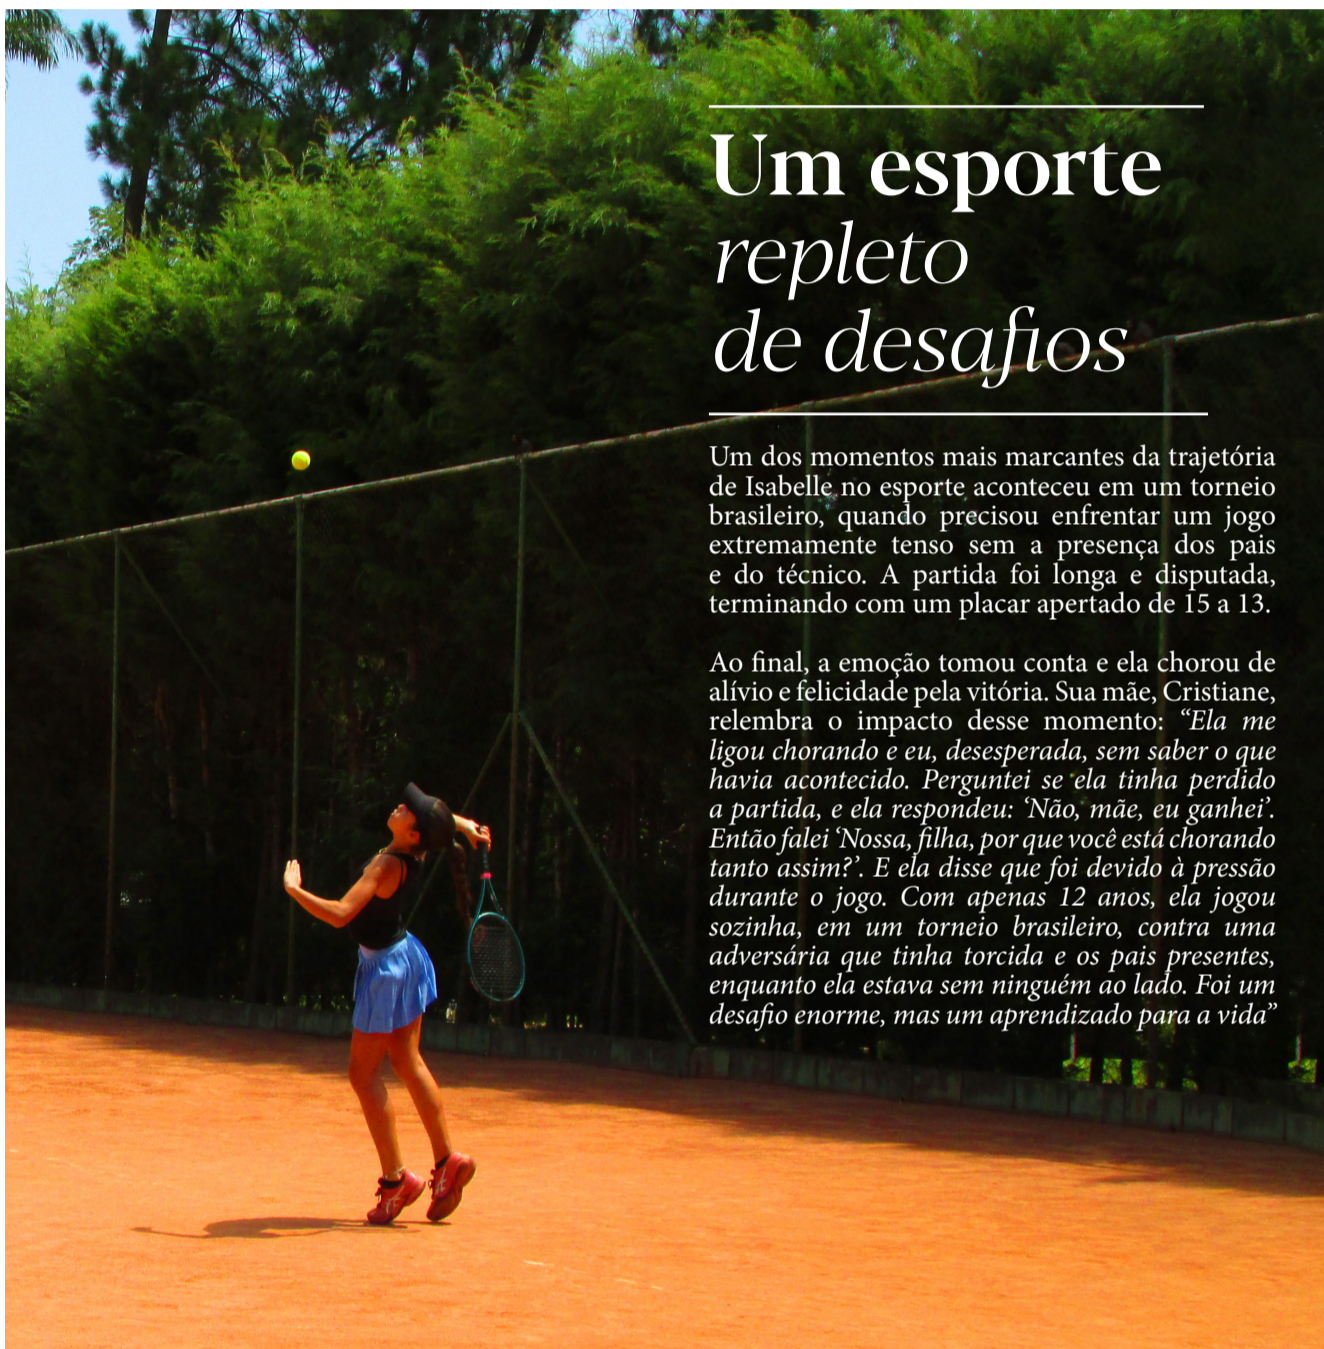 Um esporte
repleto
de desafios
Um dos momentos mais marcantes da trajetória
de Isabelle no esporte aconteceu em um torneio
brasileiro, quando precisou enfrentar um jogo
extremamente tenso sem a presença dos pais
e do técnico. A partida foi longa e disputada,
terminando com um placar apertado de 15 a 13.
Ao final, a emoção tomou conta e ela chorou de
alívio e felicidade pela vitória. Sua mãe, Cristiane,
relembra o impacto desse momento: “Ela me
ligou chorando e eu, desesperada, sem saber o que
havia acontecido. Perguntei se ela tinha perdido
a partida, e ela respondeu: ‘Não, mãe, eu ganhei’.
Então falei ‘Nossa, filha, por que você está chorando
tanto assim?’. E ela disse que foi devido à pressão
durante o jogo. Com apenas 12 anos, ela jogou
sozinha, em um torneio brasileiro, contra uma
adversária que tinha torcida e os pais presentes,
enquanto ela estava sem ninguém ao lado. Foi um
desafio enorme, mas um aprendizado para a vida”